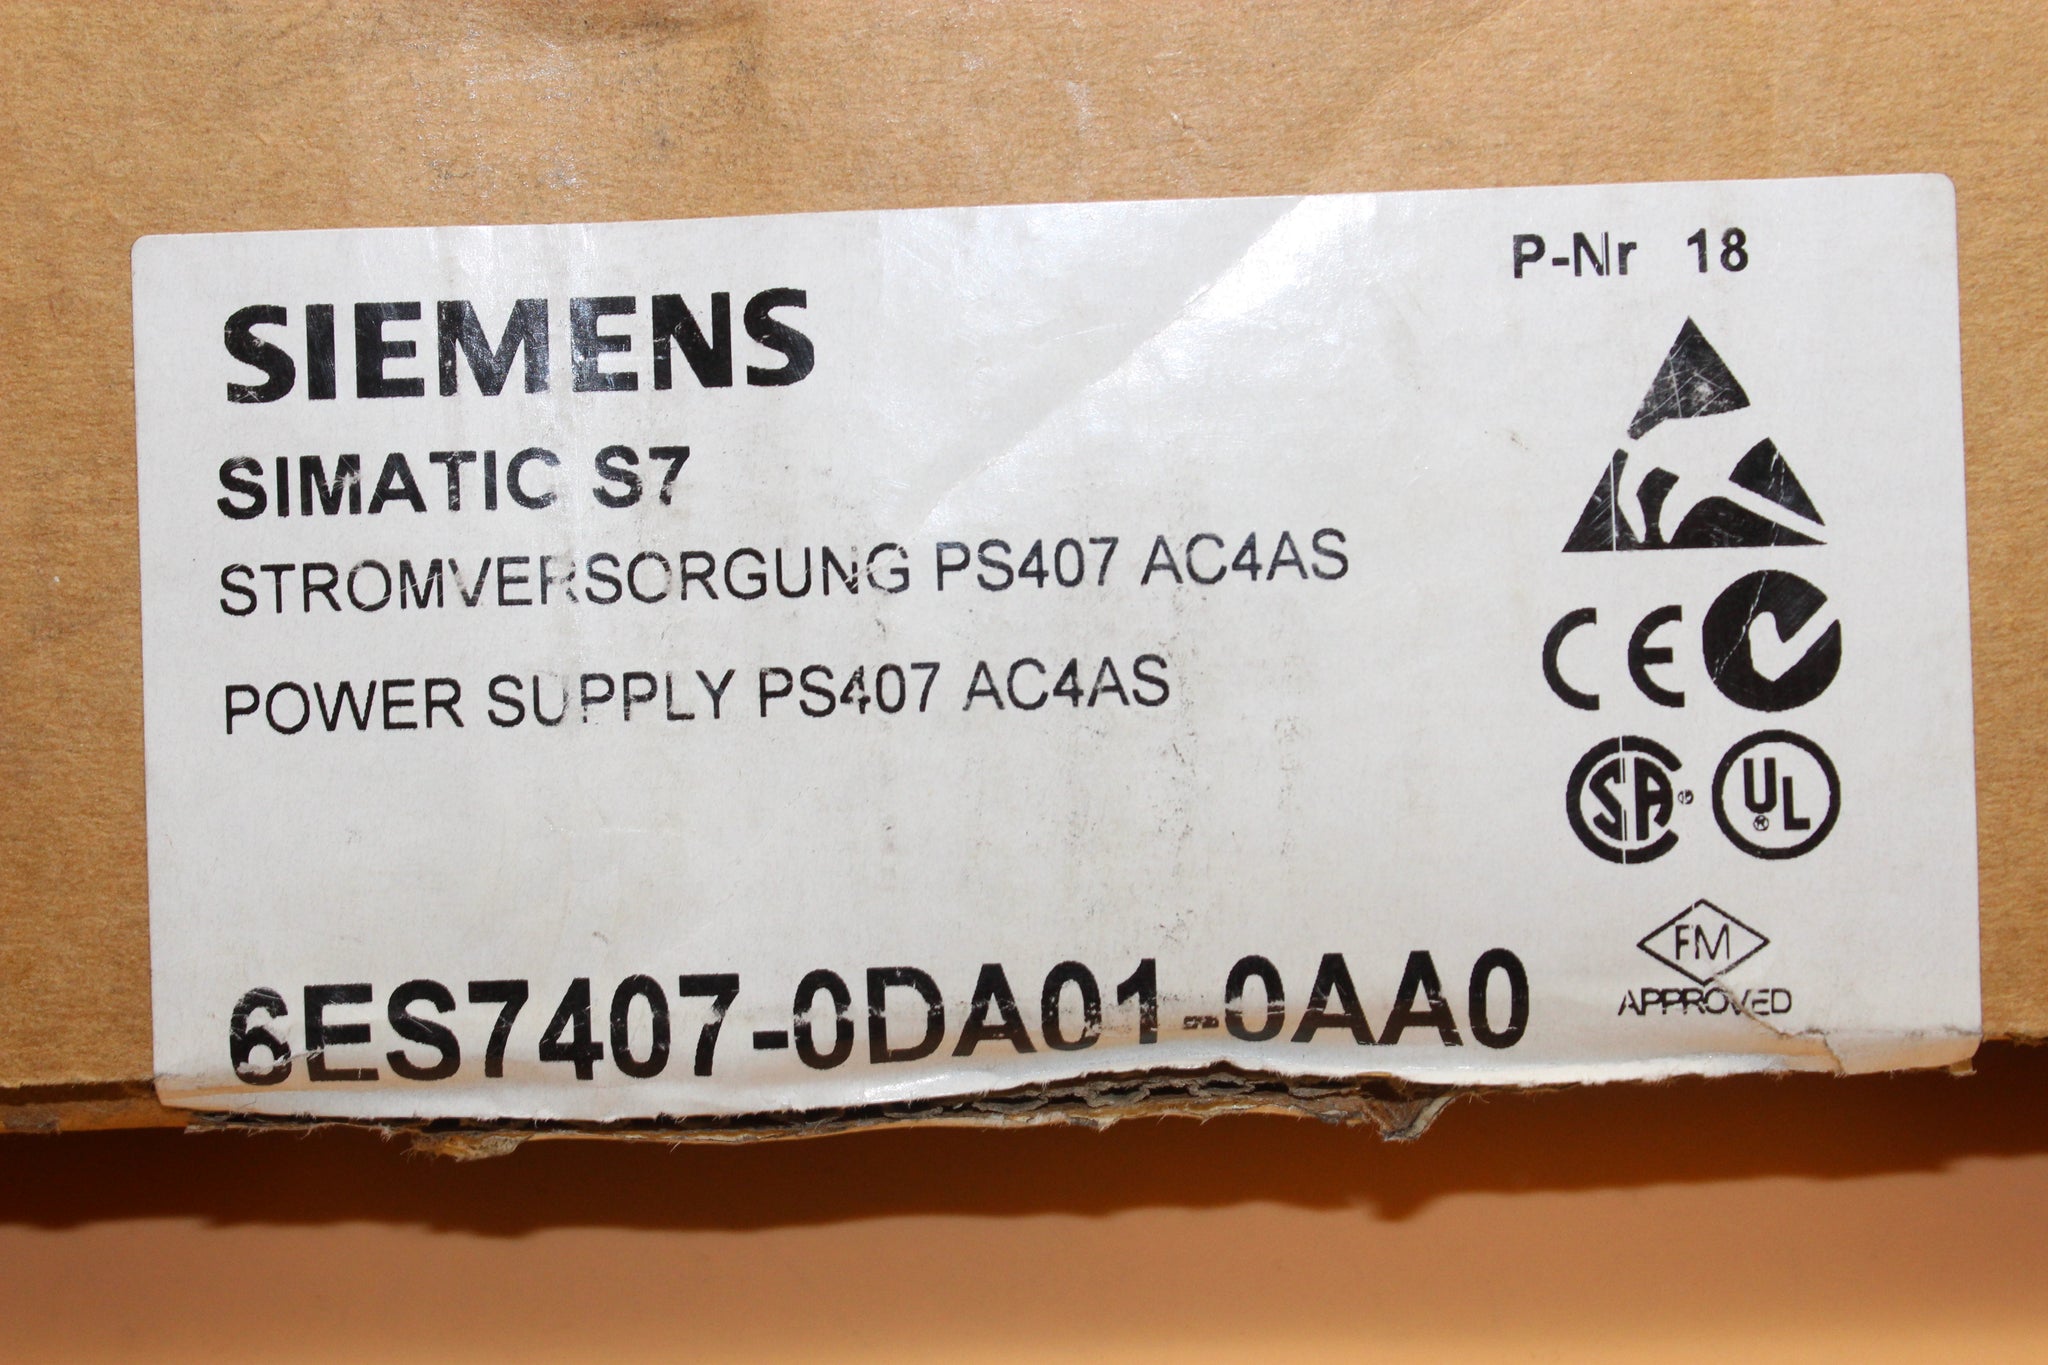 P-Nr 18
SIEMENS
SIMATIC S7
STROMVERSORGUNG PS407 AC4AS
POWER SUPPLY PS407 AC4AS
CE
SA ®
UL ®
FM
APPROVED
6ES7407-0DA01-0AA0